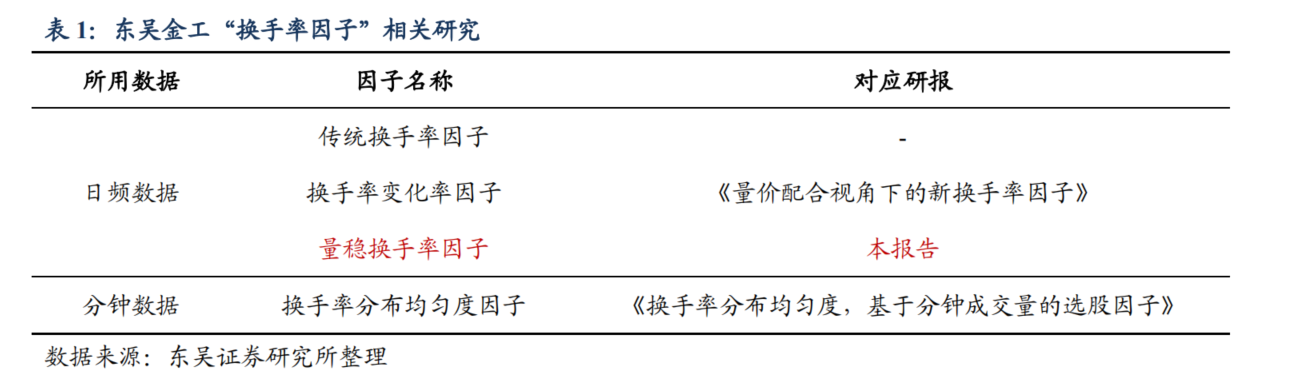 表 1：东吴金工“换手率因子”相关研究
所用数据 因子名称 对应研报
传统换手率因子 -
日频数据 换手率变化率因子 《量价配合视角下的新换手率因子》
量稳换手率因子 本报告
分钟数据 换手率分布均匀度因子 《换手率分布均匀度，基于分钟成交量的选股因子》
数据来源：东吴证券研究所整理